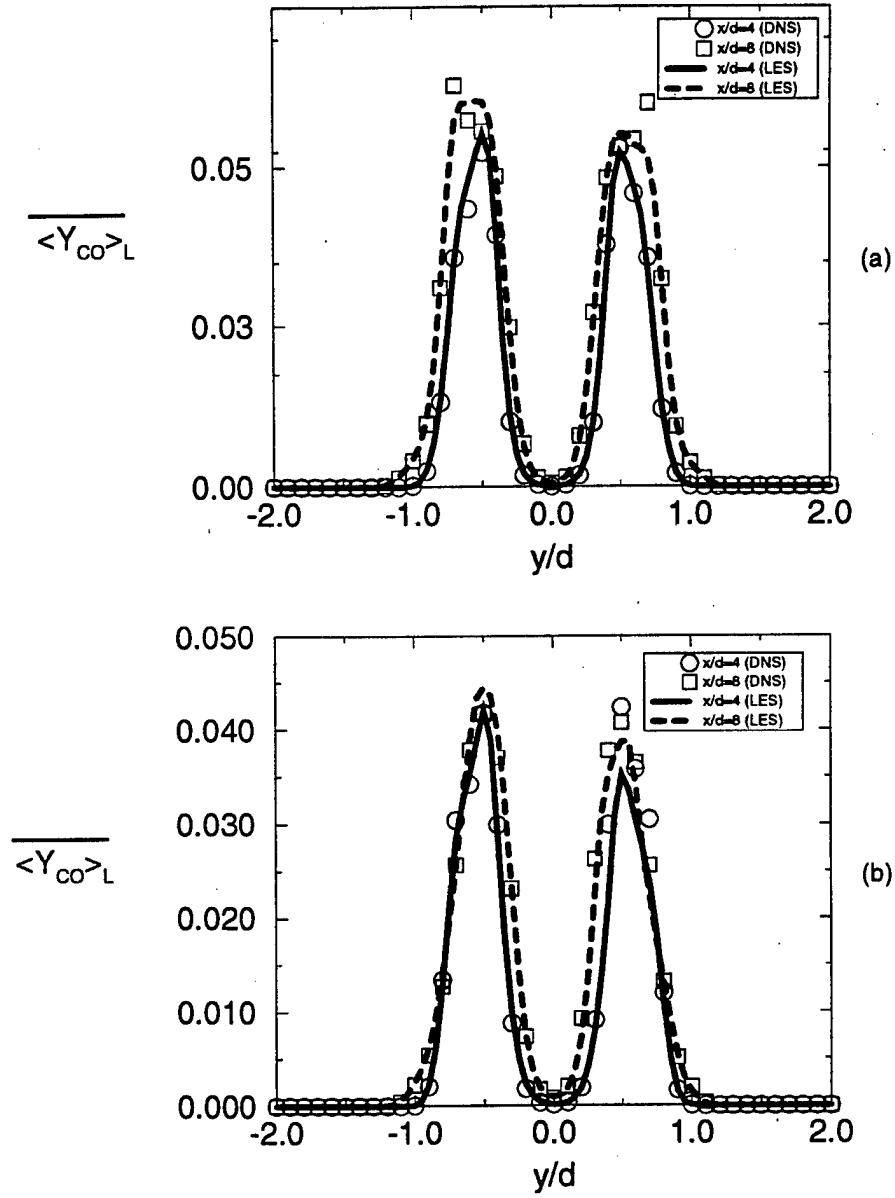 x/d=4 (DNS)
x/d=8 (DNS)
x/d=4 (LES)
x/d=8 (LES)
0.05
0.03
0.00
<Y_CO>_L
(a)
-2.0 -1.0 0.0 1.0 2.0
y/d
x/d=4 (DNS)
x/d=8 (DNS)
x/d=4 (LES)
x/d=8 (LES)
0.050
0.040
0.030
0.020
0.010
0.000
<Y_CO>_L
(b)
-2.0 -1.0 0.0 1.0 2.0
y/d